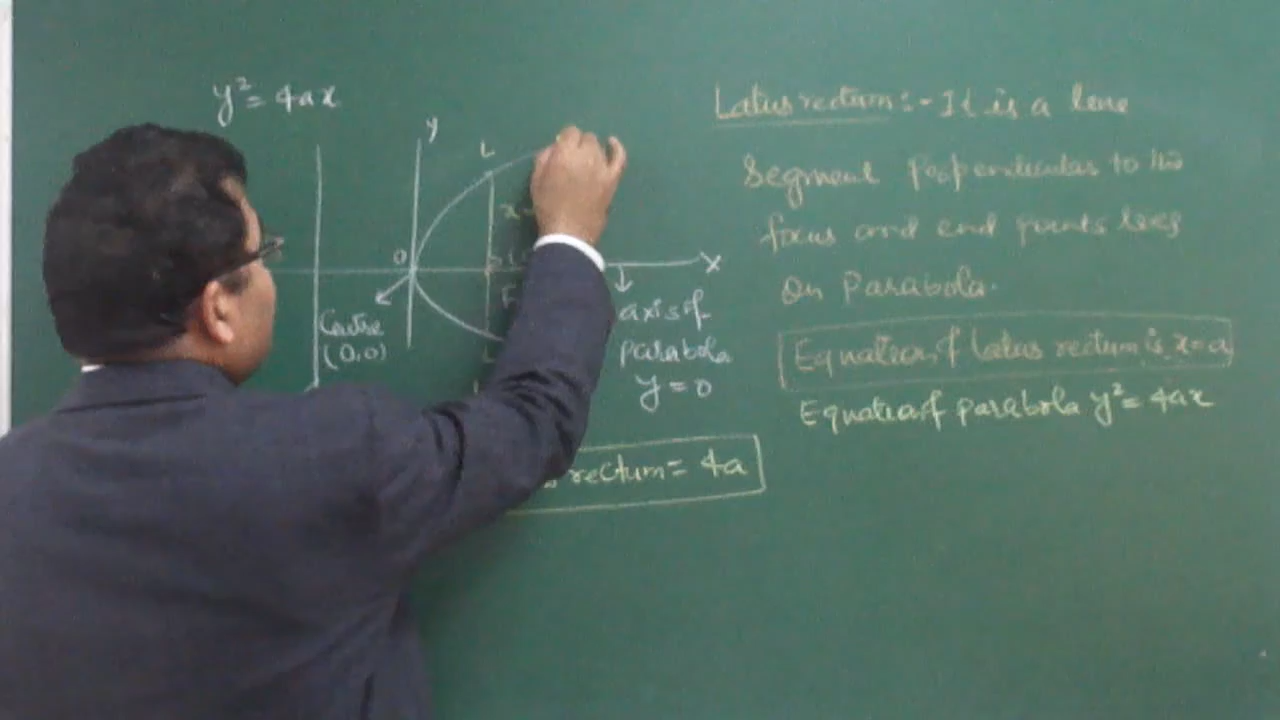 y² = 4ax
y
L
x
O
X
Centre
(0,0)
F
L
axis of
parabola
y = 0
rectum = 4a
Latus rectum :- It is a line
Segment perpendicular to the
focus and end points lies
on Parabola.
Equation of latus rectum is x = a
Equation of parabola y² = 4ax